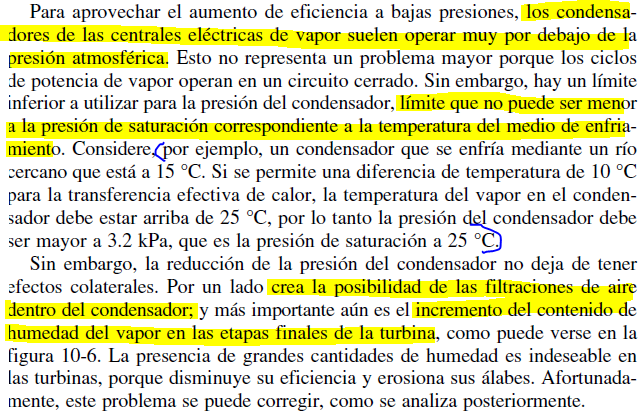 Para aprovechar el aumento de eficiencia a bajas presiones, los condensa-
dores de las centrales eléctricas de vapor suelen operar muy por debajo de la
presión atmosférica. Esto no representa un problema mayor porque los ciclos
de potencia de vapor operan en un circuito cerrado. Sin embargo, hay un límite
inferior a utilizar para la presión del condensador, límite que no puede ser menor
a la presión de saturación correspondiente a la temperatura del medio de enfria-
miento. Considere, por ejemplo, un condensador que se enfría mediante un río
cercano que está a 15 °C. Si se permite una diferencia de temperatura de 10 °C
para la transferencia efectiva de calor, la temperatura del vapor en el conden-
sador debe estar arriba de 25 °C, por lo tanto la presión del condensador debe
ser mayor a 3.2 kPa, que es la presión de saturación a 25 °C.
Sin embargo, la reducción de la presión del condensador no deja de tener
efectos colaterales. Por un lado crea la posibilidad de las filtraciones de aire
dentro del condensador; y más importante aún es el incremento del contenido de
humedad del vapor en las etapas finales de la turbina, como puede verse en la
figura 10-6. La presencia de grandes cantidades de humedad es indeseable en
las turbinas, porque disminuye su eficiencia y erosiona sus álabes. Afortunada-
mente, este problema se puede corregir, como se analiza posteriormente.